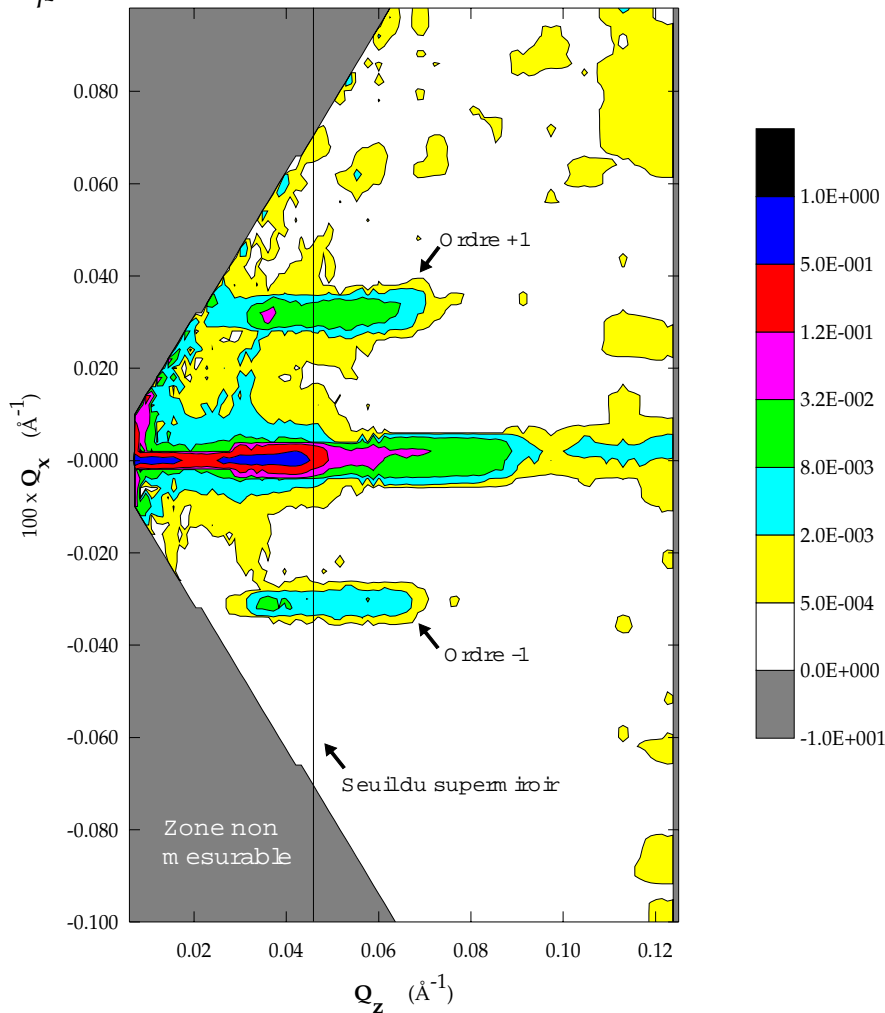 0.080
0.060
0.040
0.020
-0.000
-0.020
-0.040
-0.060
-0.080
-0.100
100 x Qx (Å-1)
0.02
0.04
0.06
0.08
0.10
0.12
Qz (Å-1)
Ordre +1
Ordre -1
Seuil du supermiroir
Zone non
mesurable
1.0E+000
5.0E-001
1.2E-001
3.2E-002
8.0E-003
2.0E-003
5.0E-004
0.0E+000
-1.0E+001